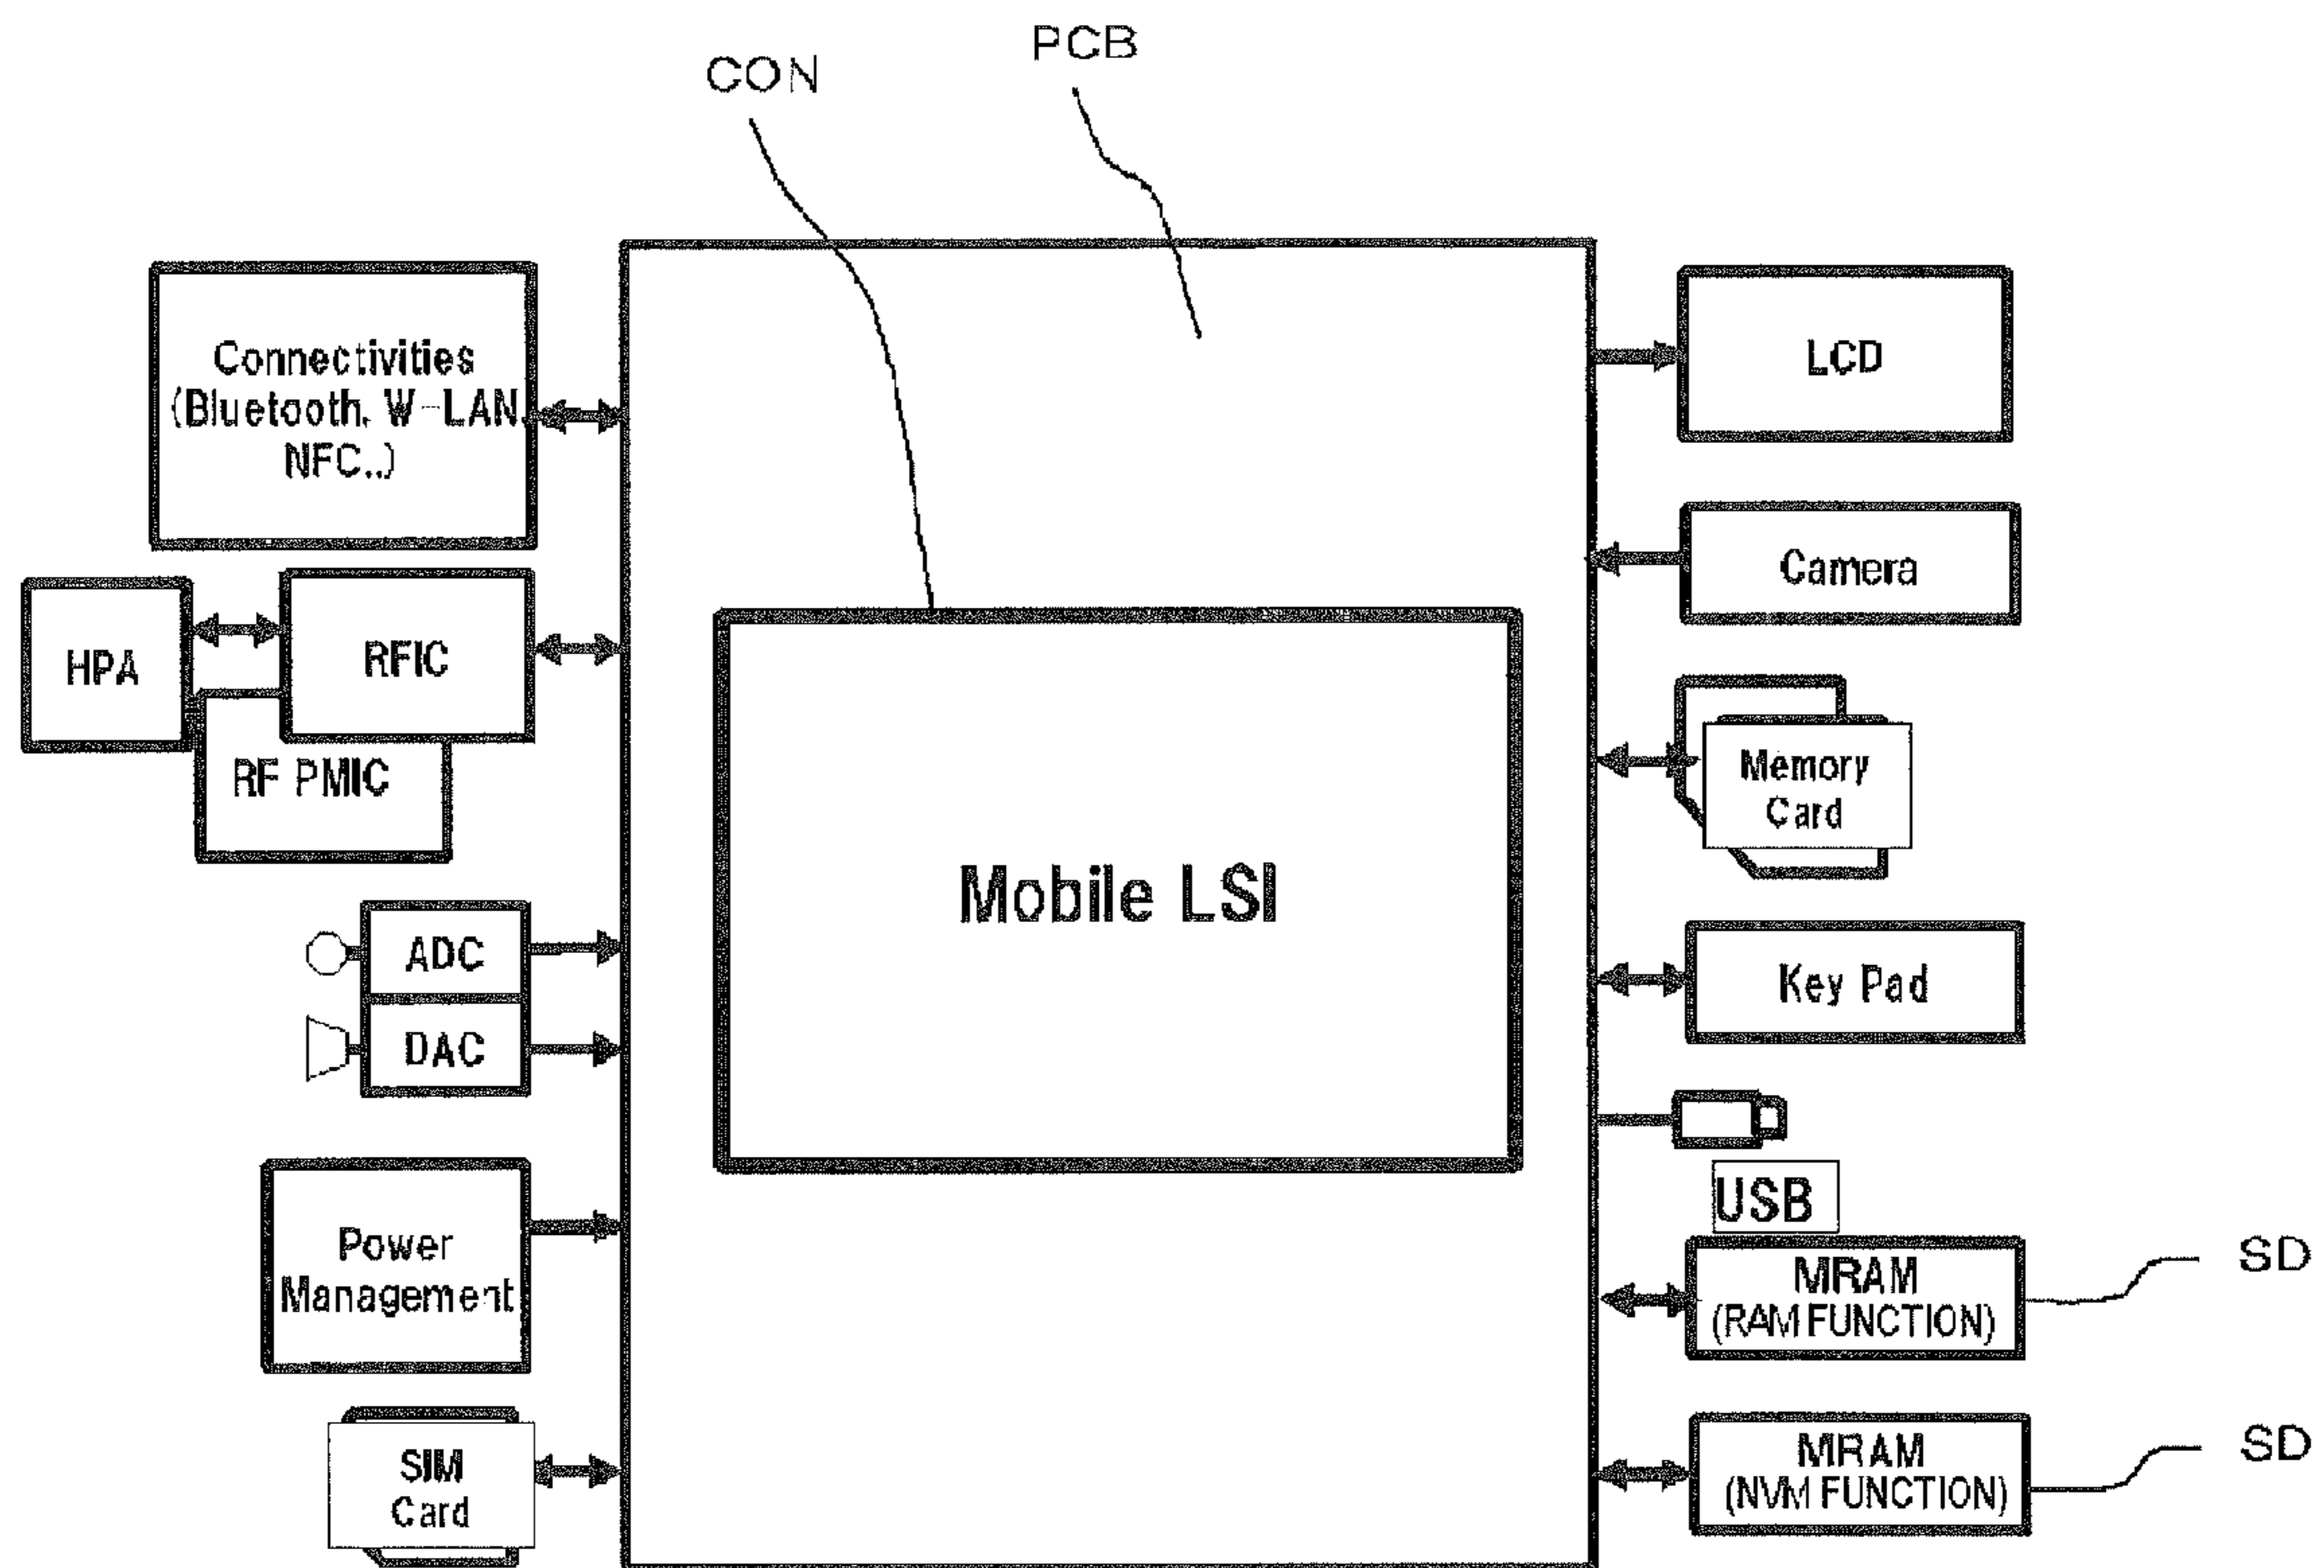 CON
PCB
Connectivities
(Bluetooth, W-LAN,
NFC..)
HPA
RFIC
RF PMIC
ADC
DAC
Power
Management
SIM
Card
Mobile LSI
LCD
Camera
Memory
Card
Key Pad
USB
MRAM
(RAM FUNCTION)
SD
MRAM
(NVM FUNCTION)
SD